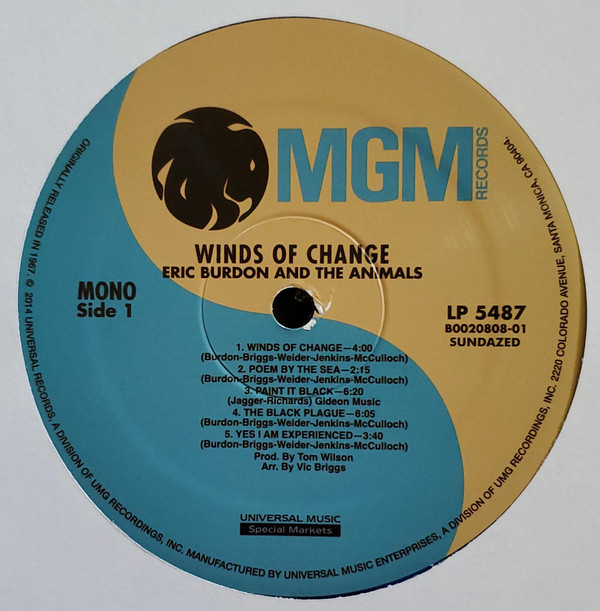 MGM
RECORDS
WINDS OF CHANGE
ERIC BURDON AND THE ANIMALS
MONO
Side 1
LP 5487
B0020808-01
SUNDAZED
1. WINDS OF CHANGE—4:00
(Burdon-Briggs-Weider-Jenkins-McCulloch)
2. POEM BY THE SEA—2:15
(Burdon-Briggs-Weider-Jenkins-McCulloch)
3. PAINT IT BLACK—6:20
(Jagger-Richards) Gideon Music
4. THE BLACK PLAGUE—6:05
(Burdon-Briggs-Weider-Jenkins-McCulloch)
5. YES I AM EXPERIENCED—3:40
(Burdon-Briggs-Weider-Jenkins-McCulloch)
Prod. By Tom Wilson
Arr. By Vic Briggs
UNIVERSAL MUSIC
Special Markets
ORIGINALLY RELEASED IN 1967. © 2014 UNIVERSAL RECORDS, A DIVISION OF UMG RECORDINGS, INC. MANUFACTURED BY UNIVERSAL MUSIC ENTERPRISES, A DIVISION OF UMG RECORDINGS, INC. 2220 COLORADO AVENUE, SANTA MONICA, CA 90404.